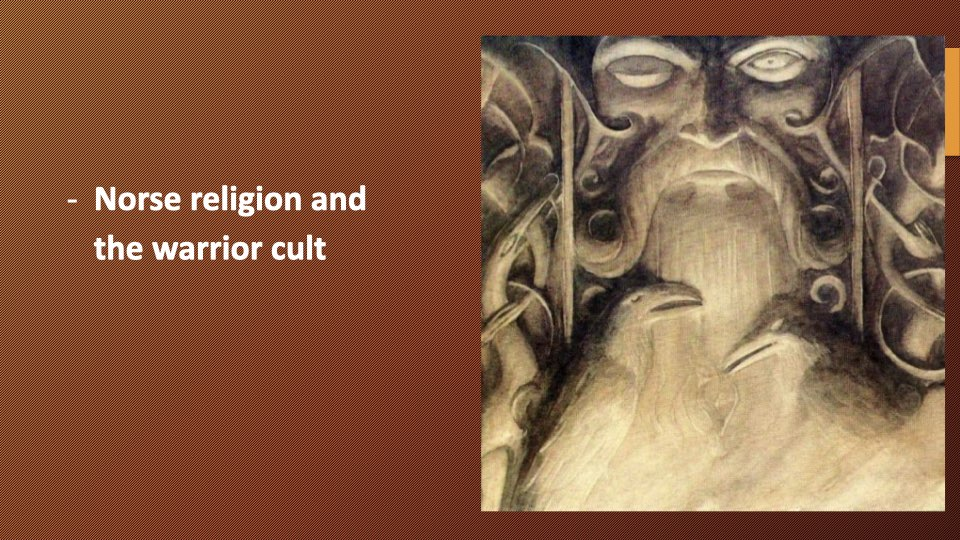 - Norse religion and
the warrior cult